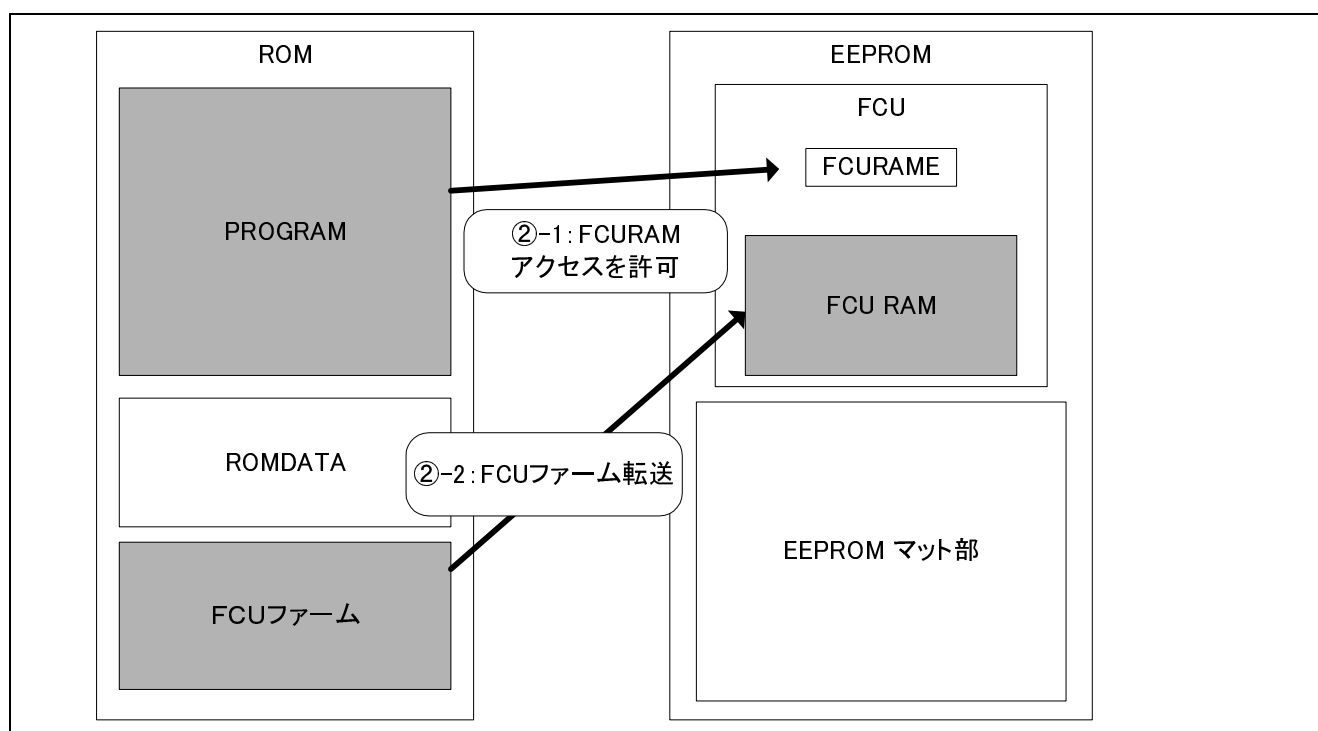 ROM
PROGRAM
ROMDATA
FCUファーム
②-1:FCURAM
アクセスを許可
②-2:FCUファーム転送
EEPROM
FCU
FCURAME
FCU RAM
EEPROM マット部